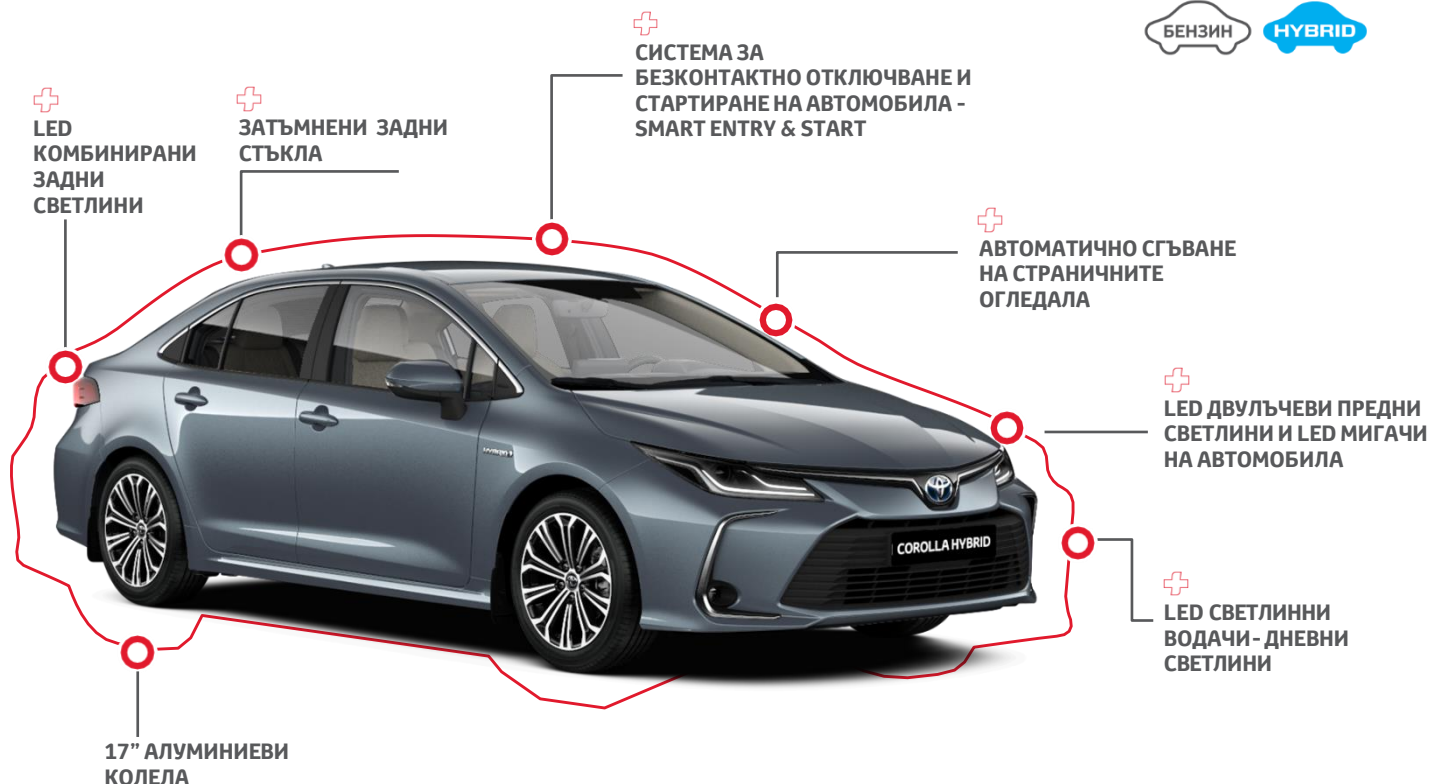 БЕНЗИН
HYBRID
СИСТЕМА ЗА
БЕЗКОНТАКТНО ОТКЛЮЧВАНЕ И
СТАРТИРАНЕ НА АВТОМОБИЛА -
SMART ENTRY & START
LED
КОМБИНИРАНИ
ЗАДНИ
СВЕТЛИНИ
ЗАТЪМНЕНИ ЗАДНИ
СТЪКЛА
АВТОМАТИЧНО СГЪВАНЕ
НА СТРАНИЧНИТЕ
ОГЛЕДАЛА
LED ДВУЛЪЧЕВИ ПРЕДНИ
СВЕТЛИНИ И LED МИГАЧИ
НА АВТОМОБИЛА
HYBRID
COROLLA HYBRID
LED СВЕТЛИННИ
ВОДАЧИ - ДНЕВНИ
СВЕТЛИНИ
17” АЛУМИНИЕВИ
КОЛЕЛА